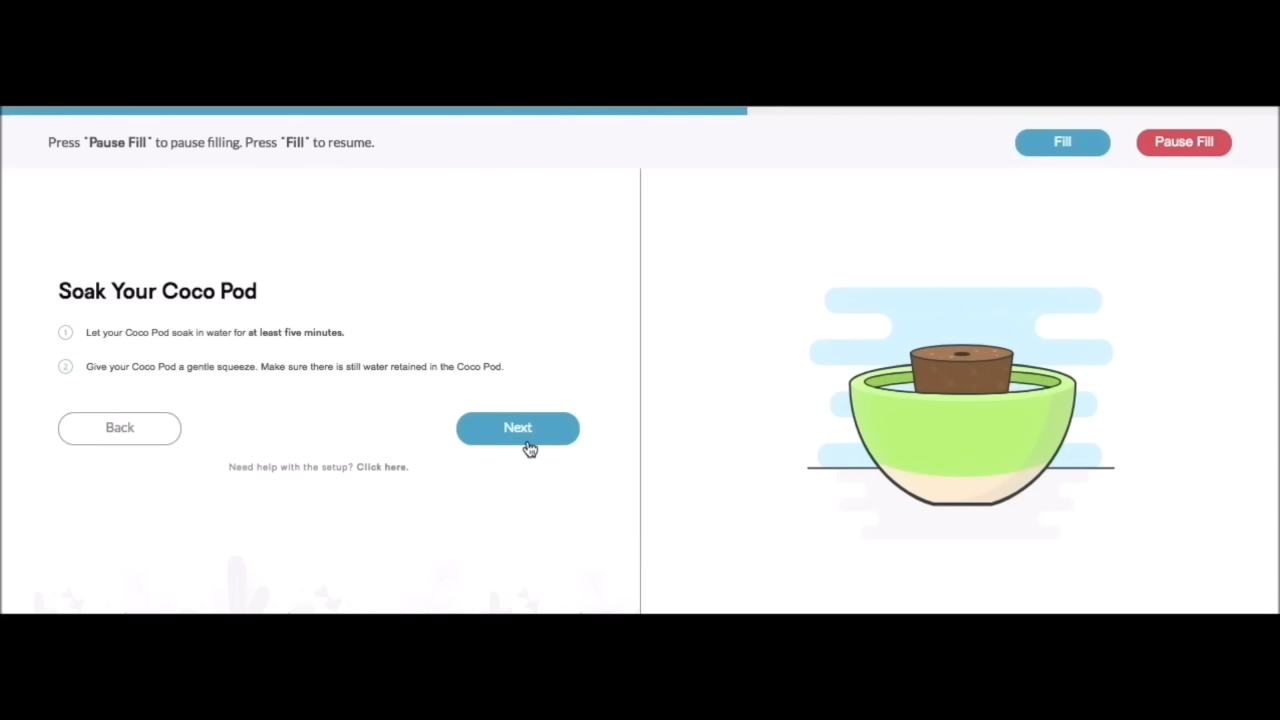 Press "Pause Fill" to pause filling. Press "Fill" to resume.
Fill
Pause Fill
Soak Your Coco Pod
1 Let your Coco Pod soak in water for at least five minutes.
2 Give your Coco Pod a gentle squeeze. Make sure there is still water retained in the Coco Pod.
Back
Next
Need help with the setup? Click here.